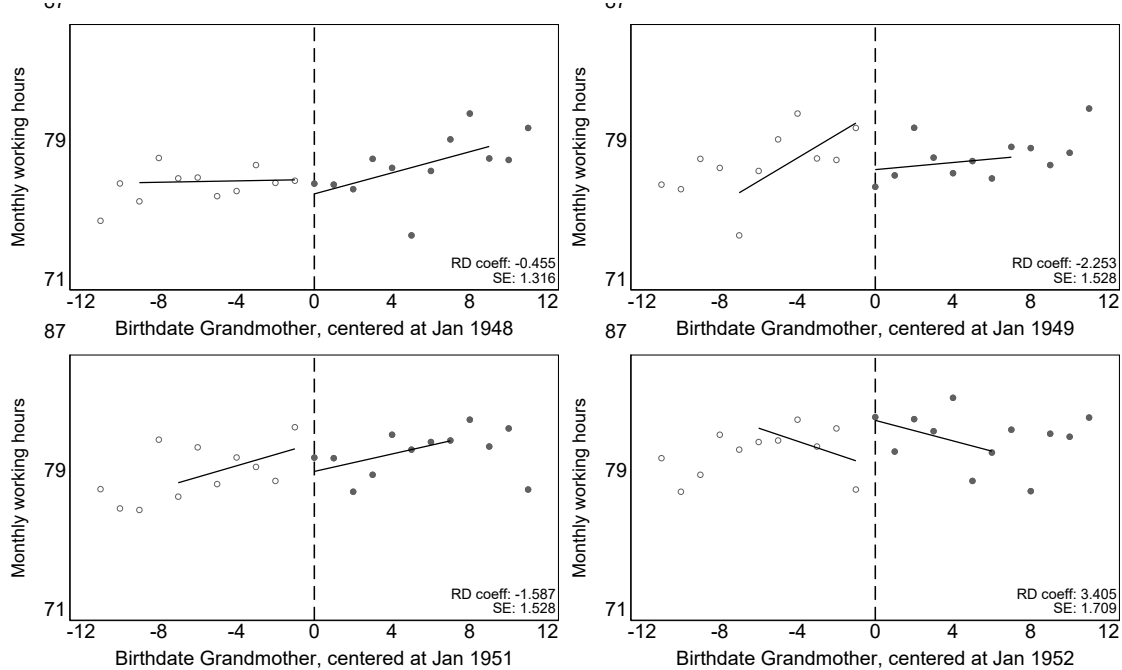 87 87
Monthly working hours
79
71
RD coeff: -0.455
SE: 1.316
-12 -8 -4 0 4 8 12
Birthdate Grandmother, centered at Jan 1948
Monthly working hours
79
71
RD coeff: -2.253
SE: 1.528
-12 -8 -4 0 4 8 12
Birthdate Grandmother, centered at Jan 1949
87
Monthly working hours
79
71
RD coeff: -1.587
SE: 1.528
-12 -8 -4 0 4 8 12
Birthdate Grandmother, centered at Jan 1951
87
Monthly working hours
79
71
RD coeff: 3.405
SE: 1.709
-12 -8 -4 0 4 8 12
Birthdate Grandmother, centered at Jan 1952